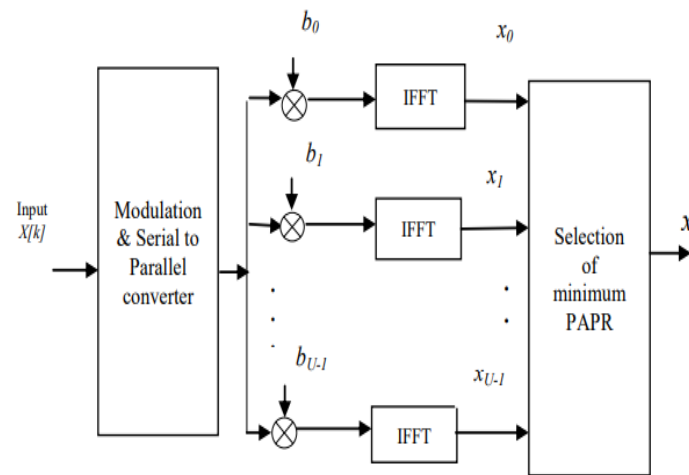 b0
x0
IFFT
b1
x1
Input
X[k]
Modulation
& Serial to
Parallel
converter
IFFT
Selection
of
minimum
PAPR
x
bU-1
xU-1
IFFT